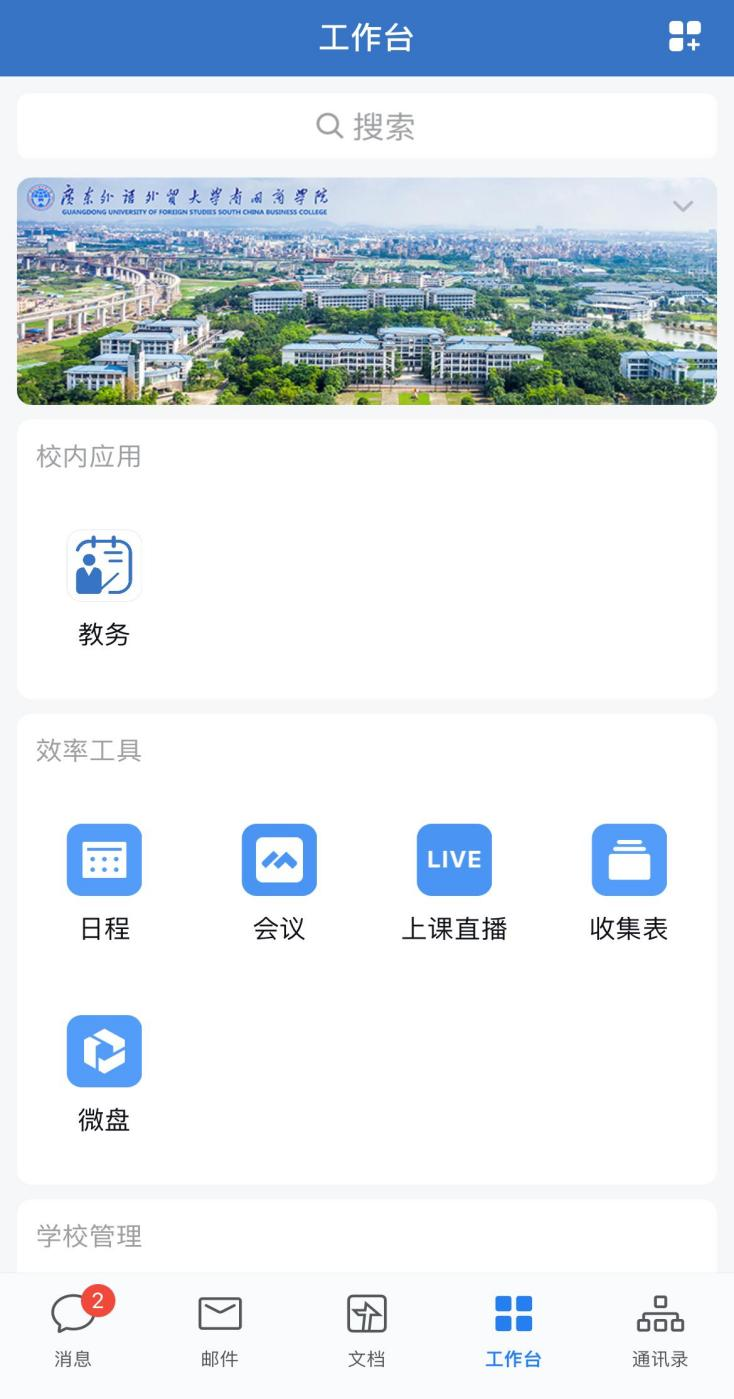 工作台
搜索
廣东外语外贸大学南国商学院
GUANGDONG UNIVERSITY OF FOREIGN STUDIES SOUTH CHINA BUSINESS COLLEGE
校内应用
教务
效率工具
日程 会议 LIVE 上课直播 收集表
微盘
学校管理
2
消息 邮件 文档 工作台 通讯录